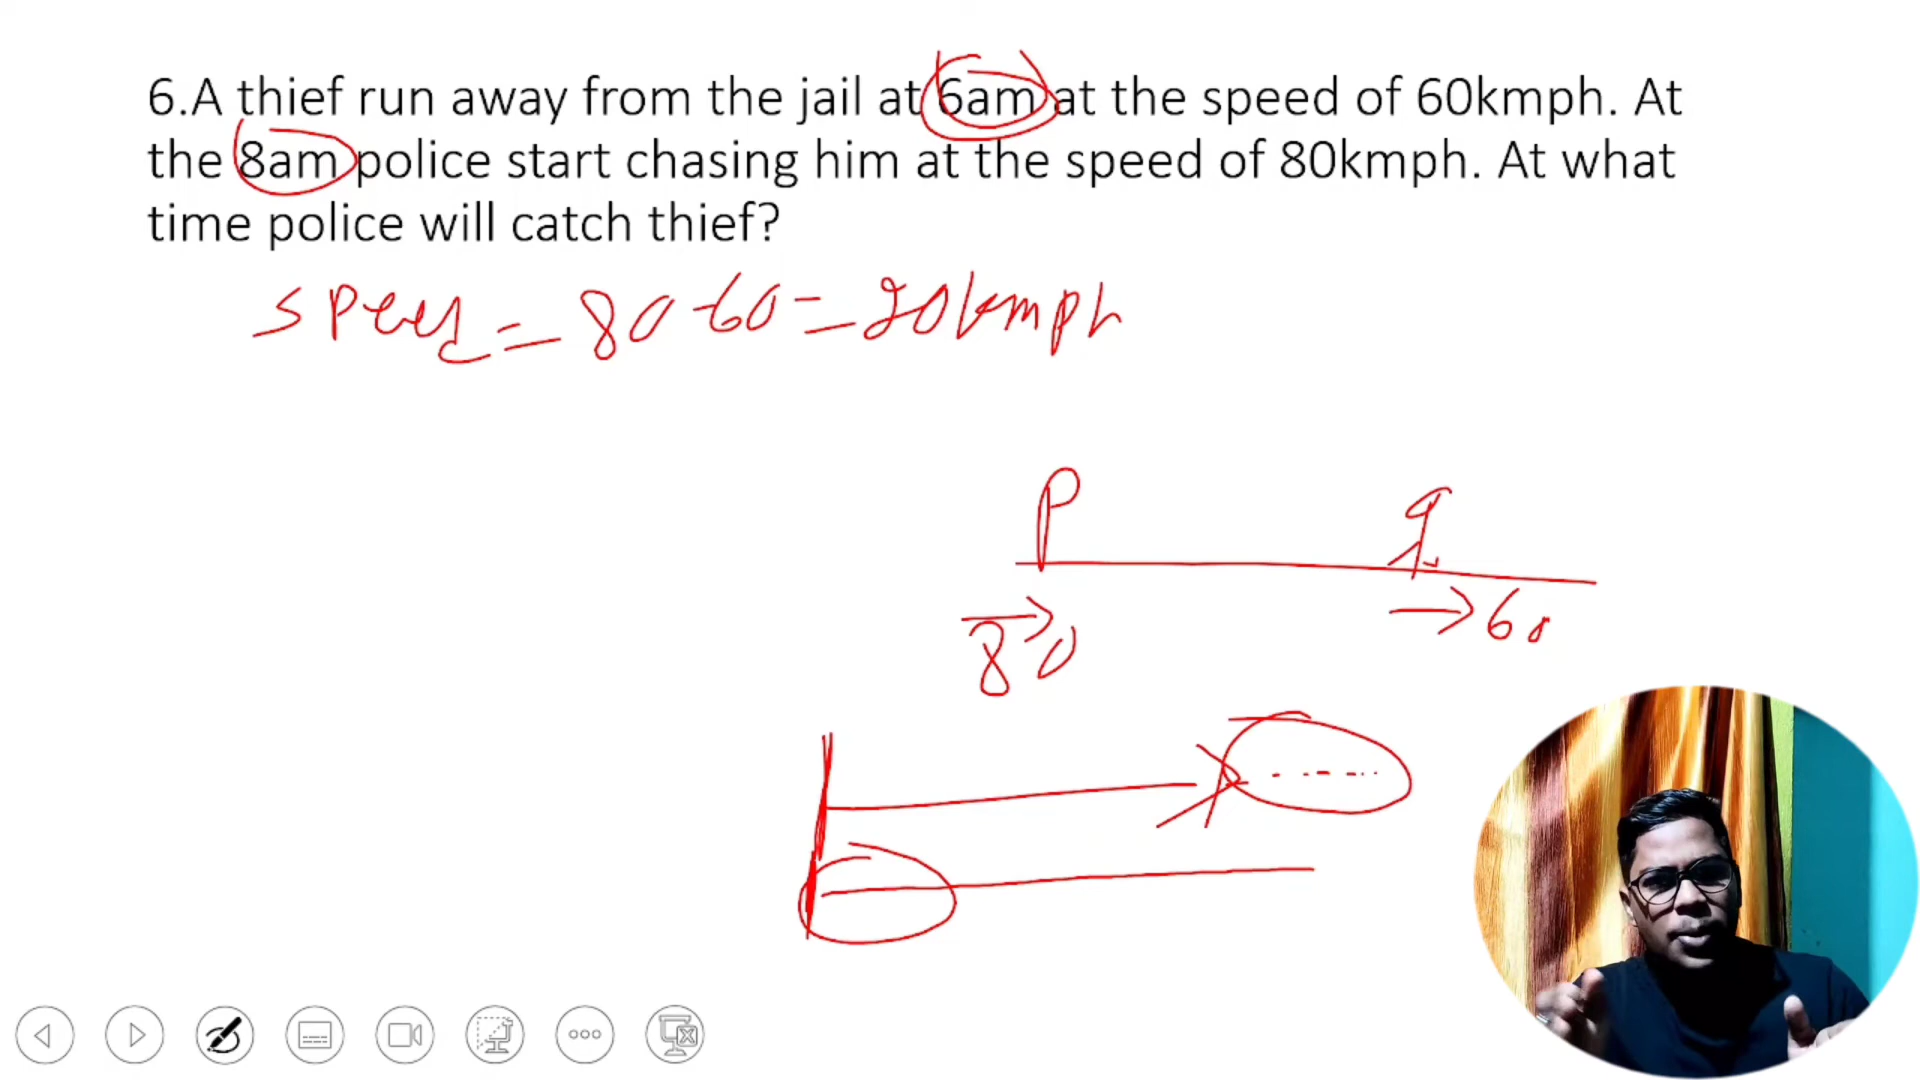 6.A thief run away from the jail at 6am at the speed of 60kmph. At
the 8am police start chasing him at the speed of 80kmph. At what
time police will catch thief?
speed = 80-60 = 20kmph
P
80
60